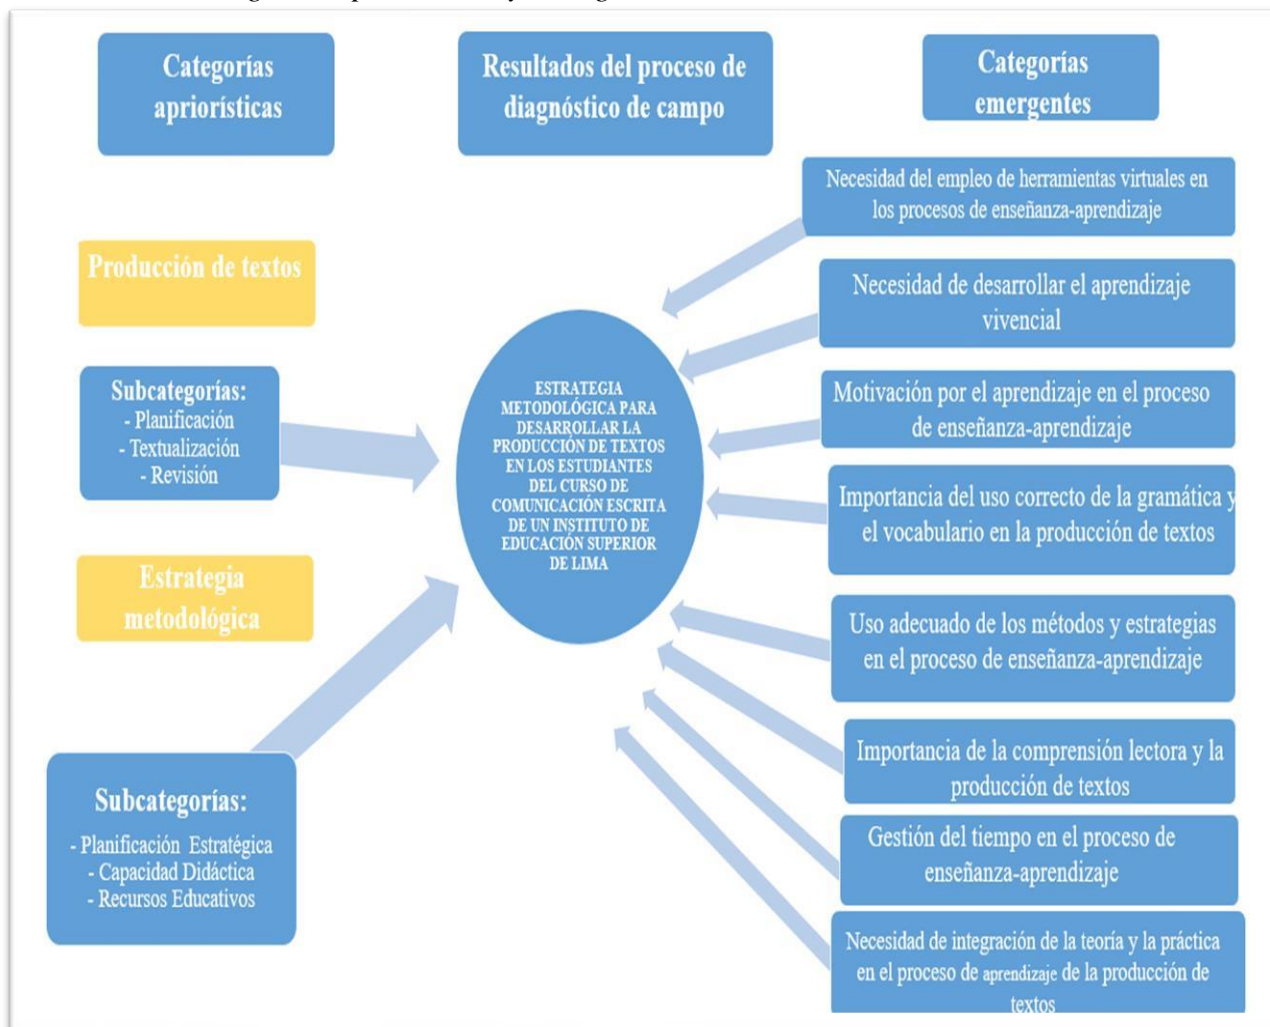 Categorías
apriorísticas
Resultados del proceso de
diagnóstico de campo
Categorías
emergentes
Producción de textos
Subcategorías:
- Planificación
- Textualización
- Revisión
Estrategia
metodológica
Subcategorías:
- Planificación Estratégica
- Capacidad Didáctica
- Recursos Educativos
ESTRATEGIA
METODOLÓGICA PARA
DESARROLLAR LA
PRODUCCIÓN DE TEXTOS
EN LOS ESTUDIANTES
DEL CURSO DE
COMUNICACIÓN ESCRITA
DE UN INSTITUTO DE
EDUCACIÓN SUPERIOR
DE LIMA
Necesidad del empleo de herramientas virtuales en
los procesos de enseñanza-aprendizaje
Necesidad de desarrollar el aprendizaje
vivencial
Motivación por el aprendizaje en el proceso
de enseñanza-aprendizaje
Importancia del uso correcto de la gramática y
el vocabulario en la producción de textos
Uso adecuado de los métodos y estrategias
en el proceso de enseñanza-aprendizaje
Importancia de la comprensión lectora y la
producción de textos
Gestión del tiempo en el proceso de
enseñanza-aprendizaje
Necesidad de integración de la teoría y la práctica
en el proceso de aprendizaje de la producción de
textos